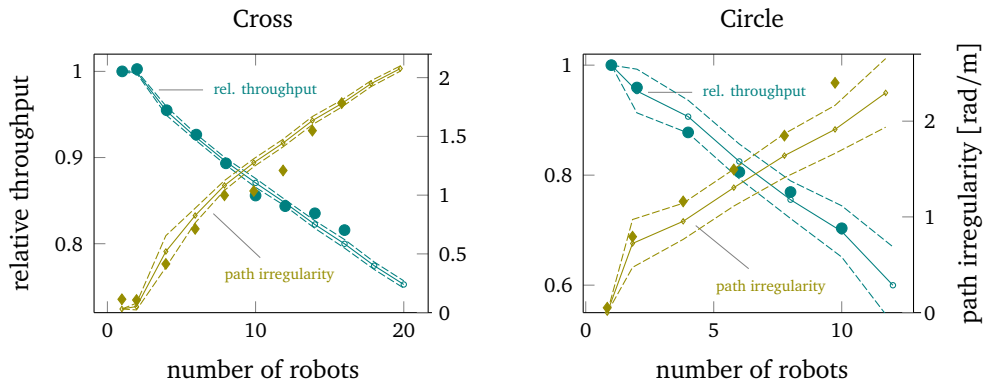 Cross
Circle
relative throughput
1
0.9
0.8
rel. throughput
path irregularity
2
1.5
1
0.5
0
0
10
20
number of robots
1
0.8
0.6
rel. throughput
path irregularity
2
1
0
0
5
10
number of robots
path irregularity [rad/m]